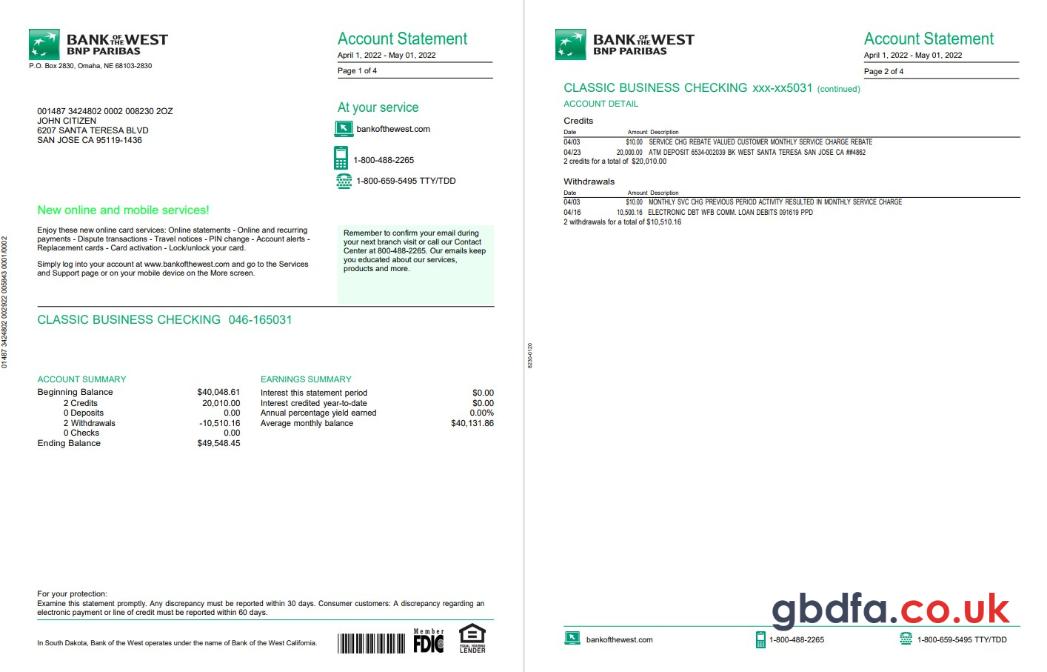 BANK OF THE WEST
BNP PARIBAS
P.O. Box 2830, Omaha, NE 68103-2830
Account Statement
April 1, 2022 - May 01, 2022
Page 1 of 4
001487 3424802 0002 008230 2OZ
JOHN CITIZEN
6207 SANTA TERESA BLVD
SAN JOSE CA 95119-1436
At your service
bankofthewest.com
1-800-488-2265
1-800-659-5495 TTY/TDD
New online and mobile services!
Enjoy these new online card services: Online statements - Online and recurring
payments - Dispute transactions - Travel notices - PIN change - Account alerts -
Replacement cards - Card activation - Lock/unlock your card.
Simply log into your account at www.bankofthewest.com and go to the Services
and Support page or on your mobile device on the More screen.
Remember to confirm your email during
your next branch visit or call our Contact
Center at 800-488-2265. Our emails keep
you educated about our services,
products and more.
01487 3424802 002922 005843 0001/0002
CLASSIC BUSINESS CHECKING 046-165031
ACCOUNT SUMMARY
Beginning Balance $40,048.61
2 Credits 20,010.00
0 Deposits 0.00
2 Withdrawals -10,510.16
0 Checks 0.00
Ending Balance $49,548.45
EARNINGS SUMMARY
Interest this statement period $0.00
Interest credited year-to-date $0.00
Annual percentage yield earned 0.00%
Average monthly balance $40,131.86
For your protection:
Examine this statement promptly. Any discrepancy must be reported within 30 days. Consumer customers: A discrepancy regarding an
electronic payment or line of credit must be reported within 60 days.
In South Dakota, Bank of the West operates under the name of Bank of the West California.
Member
FDIC
EQUAL HOUSING
LENDER
BANK OF THE WEST
BNP PARIBAS
Account Statement
April 1, 2022 - May 01, 2022
Page 2 of 4
CLASSIC BUSINESS CHECKING xxx-xx5031 (continued)
ACCOUNT DETAIL
Credits
Date Amount Description
04/03 $10.00 SERVICE CHG REBATE VALUED CUSTOMER MONTHLY SERVICE CHARGE REBATE
04/23 20,000.00 ATM DEPOSIT 6534-002039 BK WEST SANTA TERESA SAN JOSE CA ##4862
2 credits for a total of $20,010.00
Withdrawals
Date Amount Description
04/03 $10.00 MONTHLY SVC CHG PREVIOUS PERIOD ACTIVITY RESULTED IN MONTHLY SERVICE CHARGE
04/16 10,500.16 ELECTRONIC DBT WFB COMM. LOAN DEBITS 091619 PPD
2 withdrawals for a total of $10,510.16
gbdfa.co.uk
bankofthewest.com
1-800-488-2265
1-800-659-5495 TTY/TDD